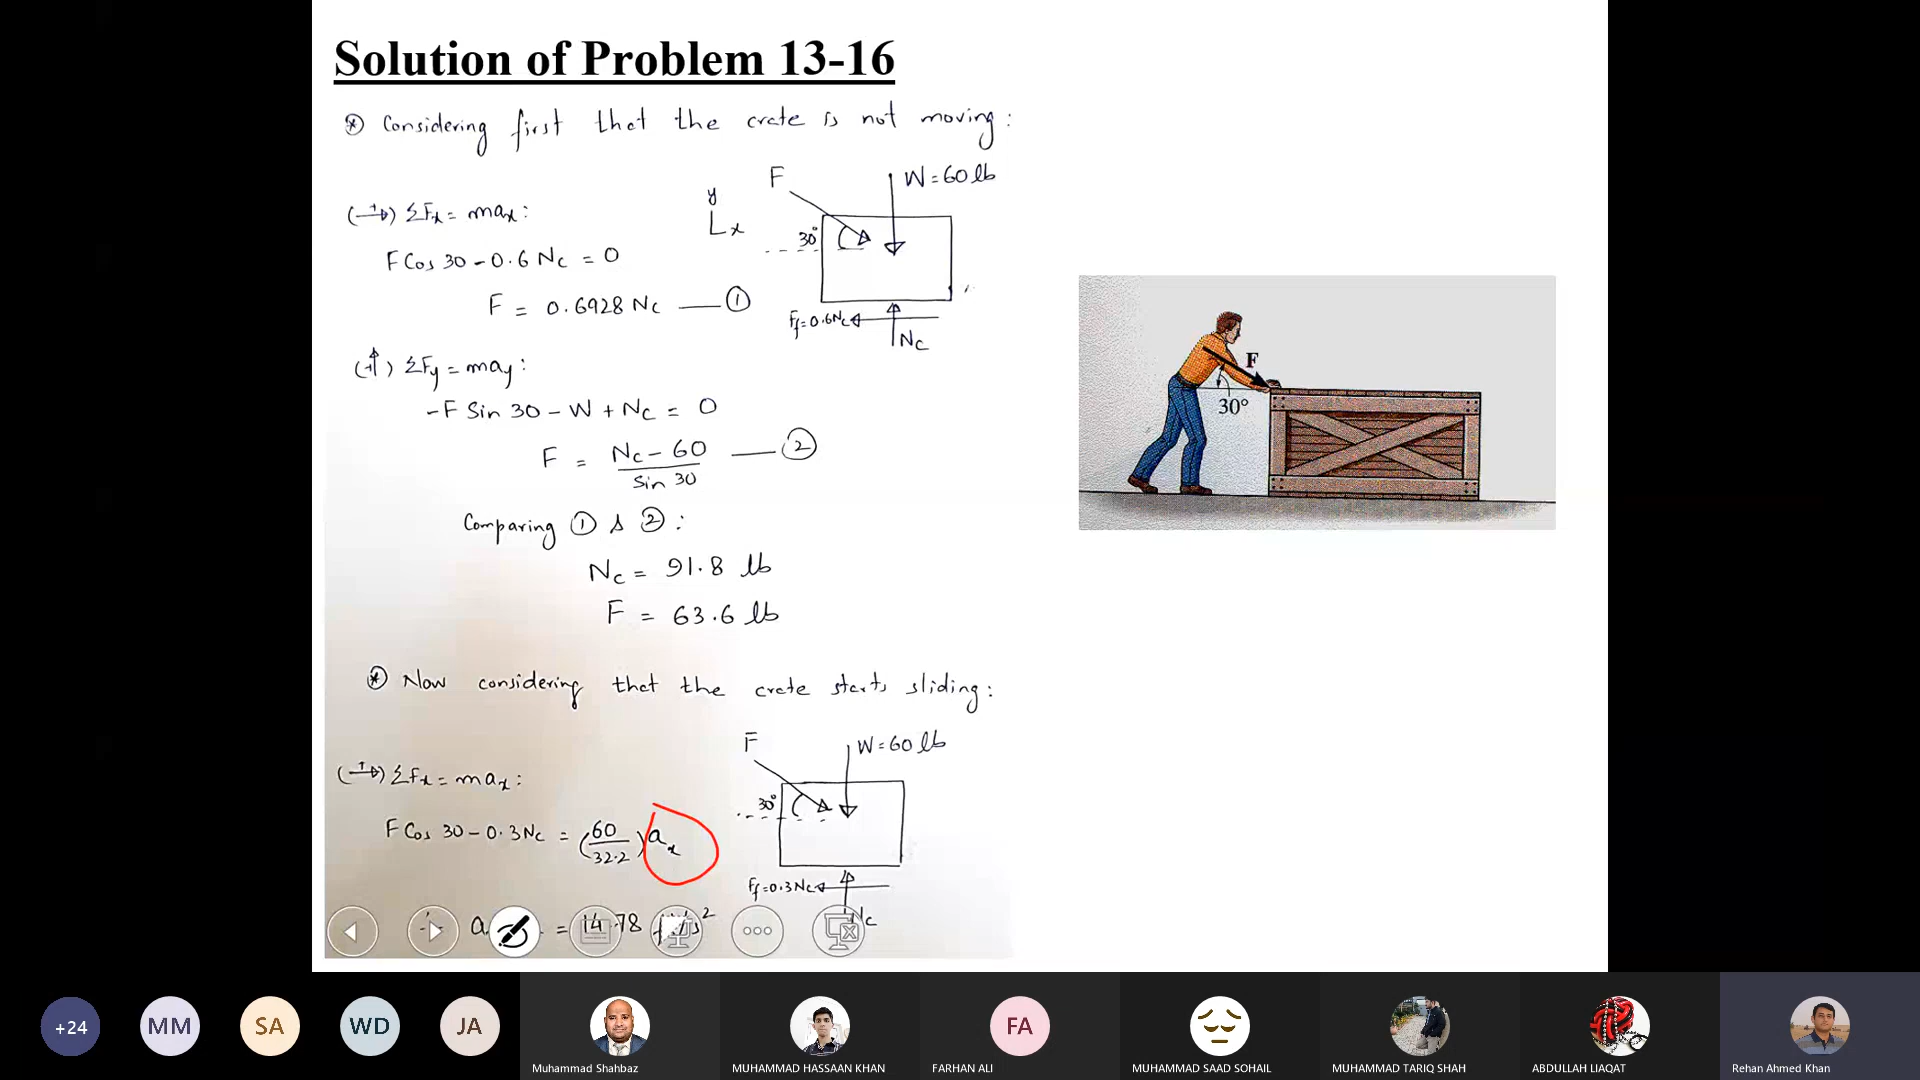 Solution of Problem 13-16
⊛ Considering first that the crate is not moving:
F
W = 60 lb
y
x
(→+) ΣFx = max:
30°
F Cos 30 - 0.6 Nc = 0
F = 0.6928 Nc —— ①
Ff=0.6Nc
Nc
(+↑) ΣFy = may:
-F Sin 30 - W + Nc = 0
F = Nc - 60 / Sin 30 —— ②
Comparing ① & ②:
Nc = 91.8 lb
F = 63.6 lb
F
30°
⊛ Now considering that the crate starts sliding:
F
W = 60 lb
(→+) ΣFx = max:
30°
F Cos 30 - 0.3Nc = (60/32.2) ax
Ff=0.3Nc
a = 14.78
+24
MM
SA
WD
JA
FA
Muhammad Shahbaz
MUHAMMAD HASSAAN KHAN
FARHAN ALI
MUHAMMAD SAAD SOHAIL
MUHAMMAD TARIQ SHAH
ABDULLAH LIAQAT
Rehan Ahmed Khan